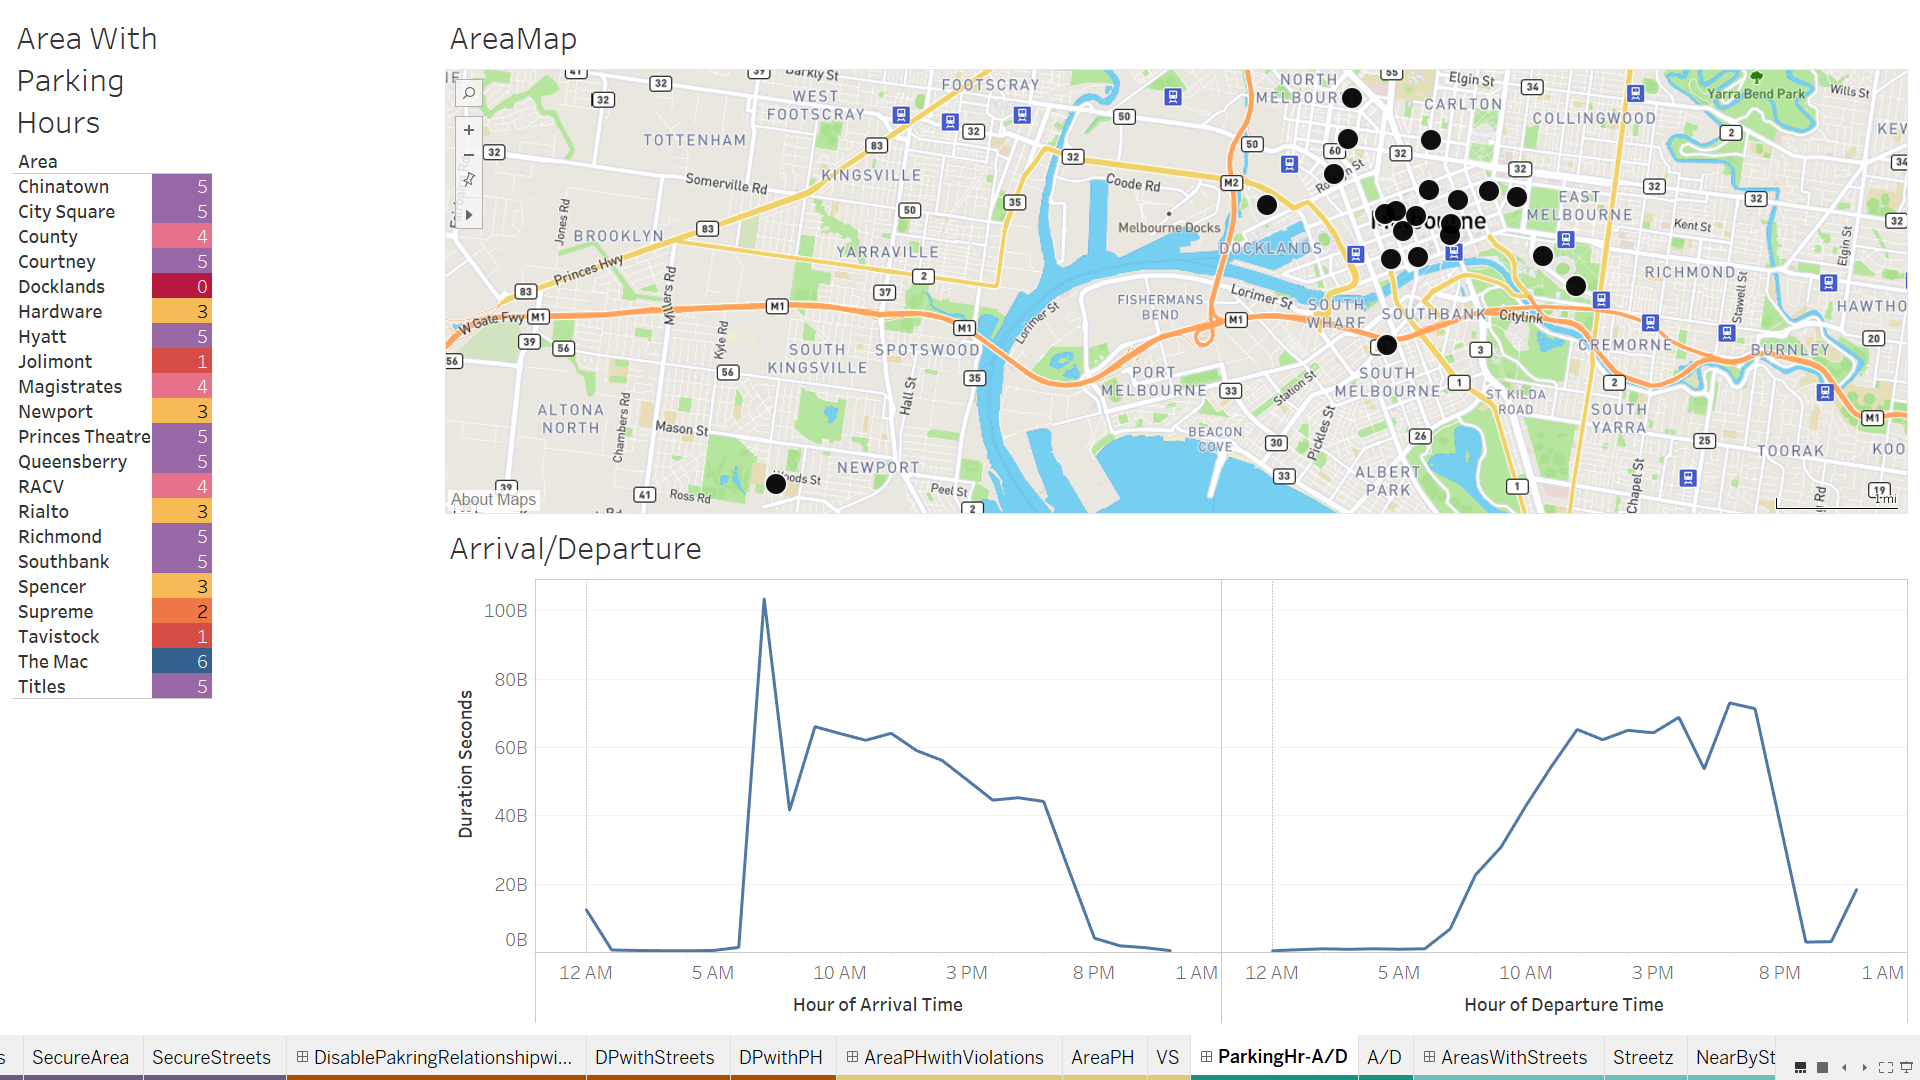 Area With
Parking
Hours
Area
Chinatown 5
City Square 5
County 4
Courtney 5
Docklands 0
Hardware 3
Hyatt 5
Jolimont 1
Magistrates 4
Newport 3
Princes Theatre 5
Queensberry 5
RACV 4
Rialto 3
Richmond 5
Southbank 5
Spencer 3
Supreme 2
Tavistock 1
The Mac 6
Titles 5
AreaMap
Barkly St
FOOTSCRAY
NORTH
MELBOUR
Elgin St
CARLTON
Yarra Bend Park
Wills St
WEST
FOOTSCRAY
TOTTENHAM
COLLINGWOOD
KEW
KINGSVILLE
Somerville Rd
Coode Rd
Melbourne Docks
EAST
MELBOURNE
Kent St
Elgin St
Jones Rd
BROOKLYN
YARRAVILLE
DOCKLANDS
RICHMOND
Princes Hwy
Millers Rd
Stawell St
HAWTHO
W Gate Fwy
FISHERMANS
BEND
Lorimer St
Lorimer St
SOUTH
WHARF
SOUTHBANK
Citylink
Kyle Rd
SOUTH
KINGSVILLE
SPOTSWOOD
CREMORNE
BURNLEY
PORT
MELBOURNE
Station St
SOUTH
MELBOURNE
ST KILDA
ROAD
SOUTH
YARRA
ALTONA
NORTH
Chambers Rd
Hall St
Mason St
BEACON
COVE
Pickles St
TOORAK
KOO
NEWPORT
Ross Rd
Peel St
ALBERT
PARK
Chapel St
About Maps
1 mi
Arrival/Departure
Duration Seconds
100B
80B
60B
40B
20B
0B
12 AM 5 AM 10 AM 3 PM 8 PM 1 AM 12 AM 5 AM 10 AM 3 PM 8 PM 1 AM
Hour of Arrival Time Hour of Departure Time
s SecureArea SecureStreets DisablePakringRelationshipwi... DPwithStreets DPwithPH AreaPHwithViolations AreaPH VS ParkingHr-A/D A/D AreasWithStreets Streetz NearBySt